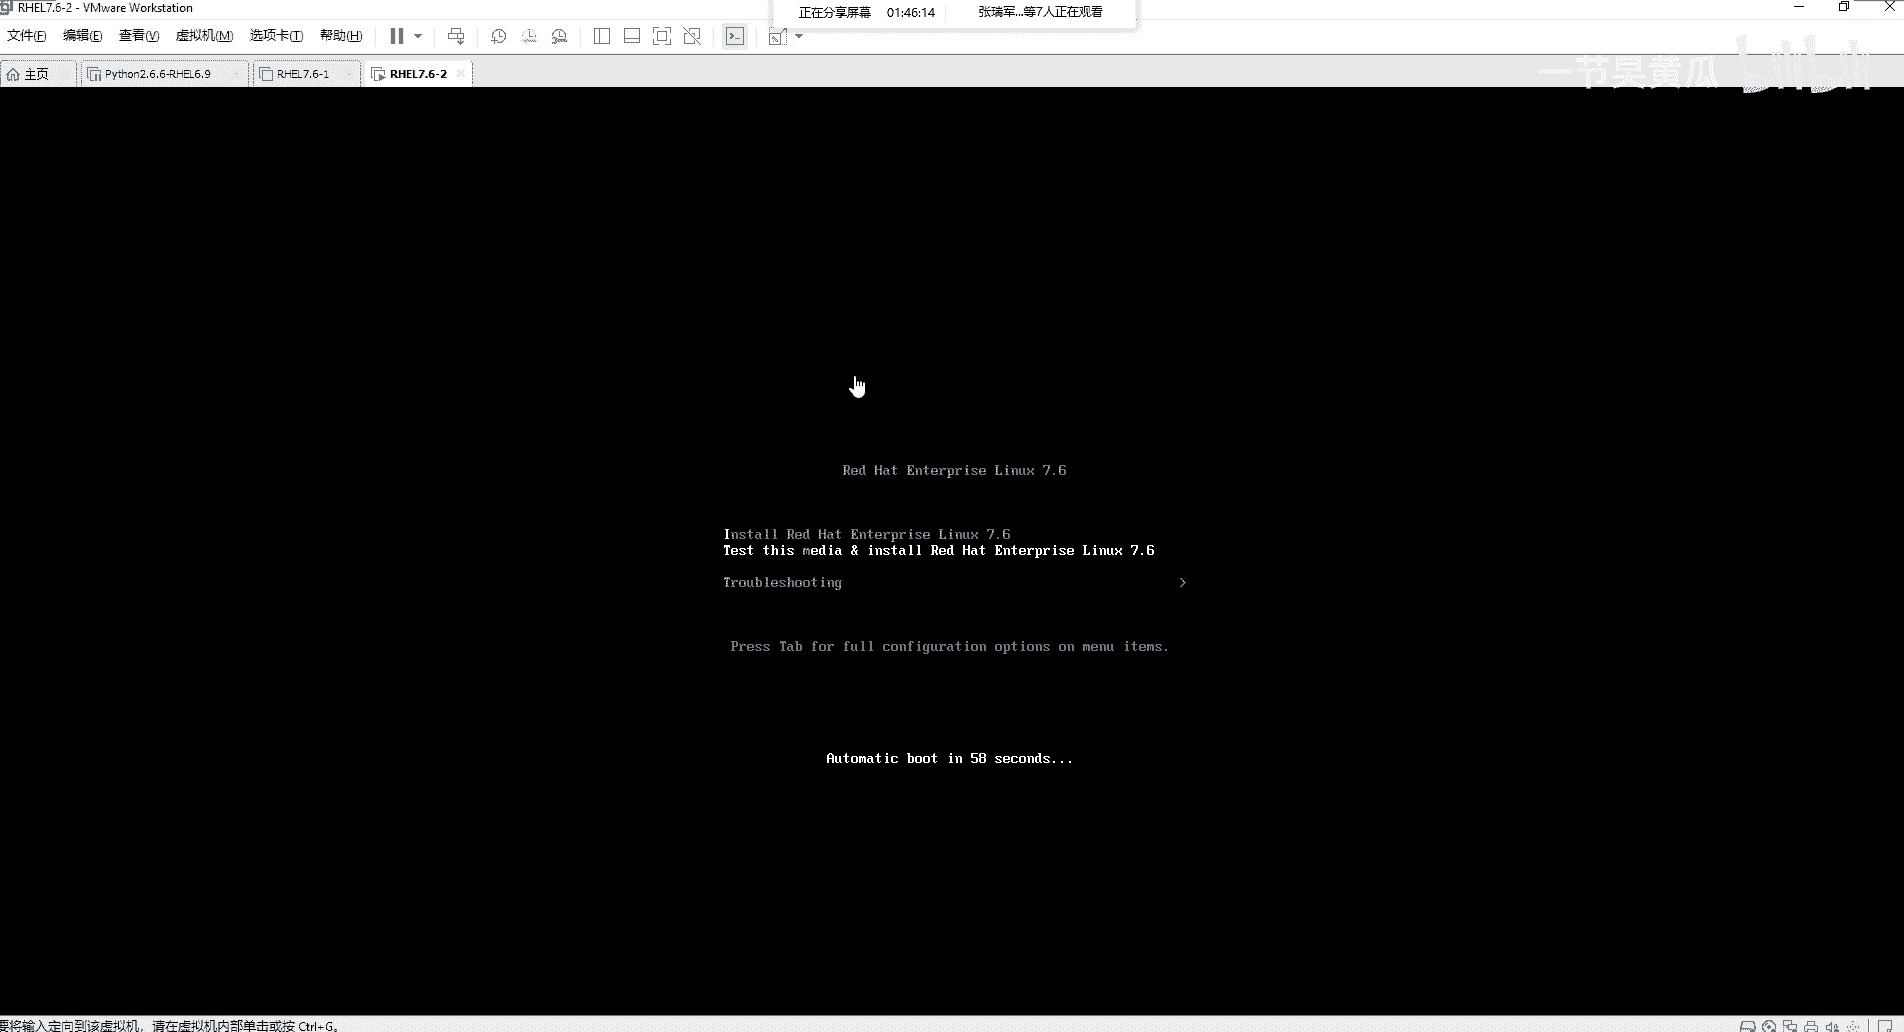 RHEL7.6-2 - VMware Workstation
正在分享屏幕 01:46:14 张瑞军...等7人正在观看
文件(F) 编辑(E) 查看(V) 虚拟机(M) 选项卡(T) 帮助(H)
主页 Python2.6.6-RHEL6.9 RHEL7.6-1 RHEL7.6-2
一节昊黄瓜 bilibili
Red Hat Enterprise Linux 7.6
Install Red Hat Enterprise Linux 7.6
Test this media & install Red Hat Enterprise Linux 7.6
Troubleshooting >
Press Tab for full configuration options on menu items.
Automatic boot in 58 seconds...
要将输入定向到该虚拟机，请在虚拟机内部单击或按 Ctrl+G。